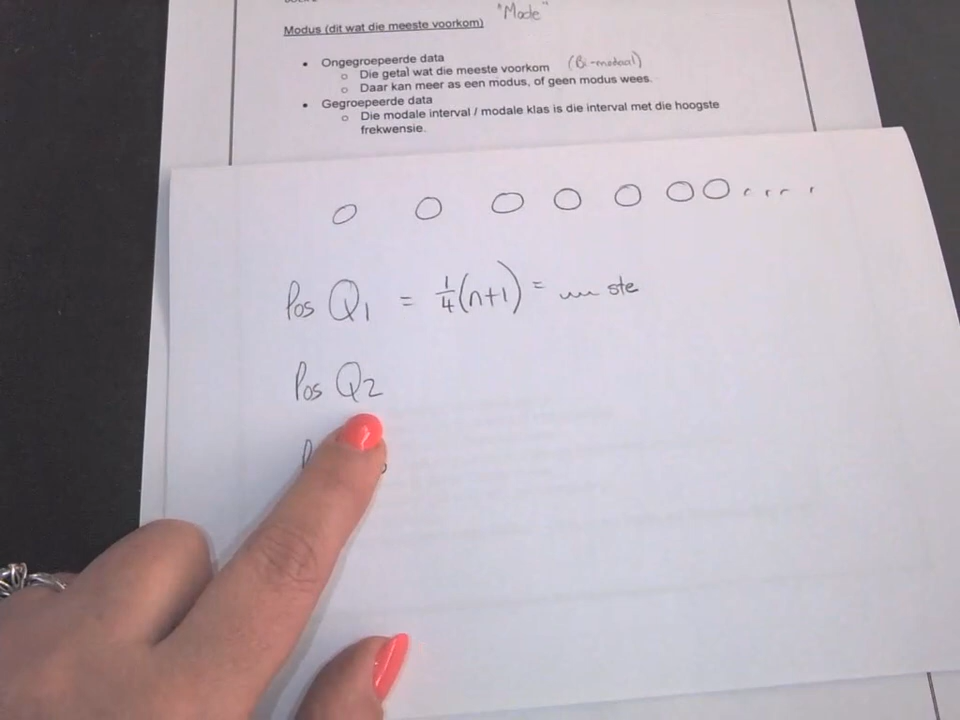 "Mode"
Modus (dit wat die meeste voorkom)
• Ongegroepeerde data
o Die getal wat die meeste voorkom (Bi-modaal)
o Daar kan meer as een modus, of geen modus wees.
• Gegroepeerde data
o Die modale interval / modale klas is die interval met die hoogste
frekwensie.
Pos Q1 = 1/4(n+1) = ste
Pos Q2